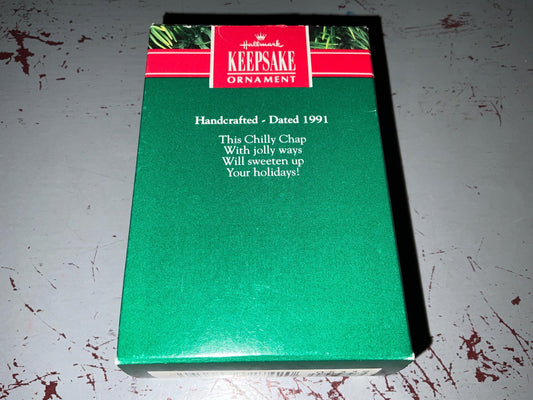 Hallmark
KEEPSAKE
ORNAMENT
Handcrafted - Dated 1991
This Chilly Chap
With jolly ways
Will sweeten up
Your holidays!